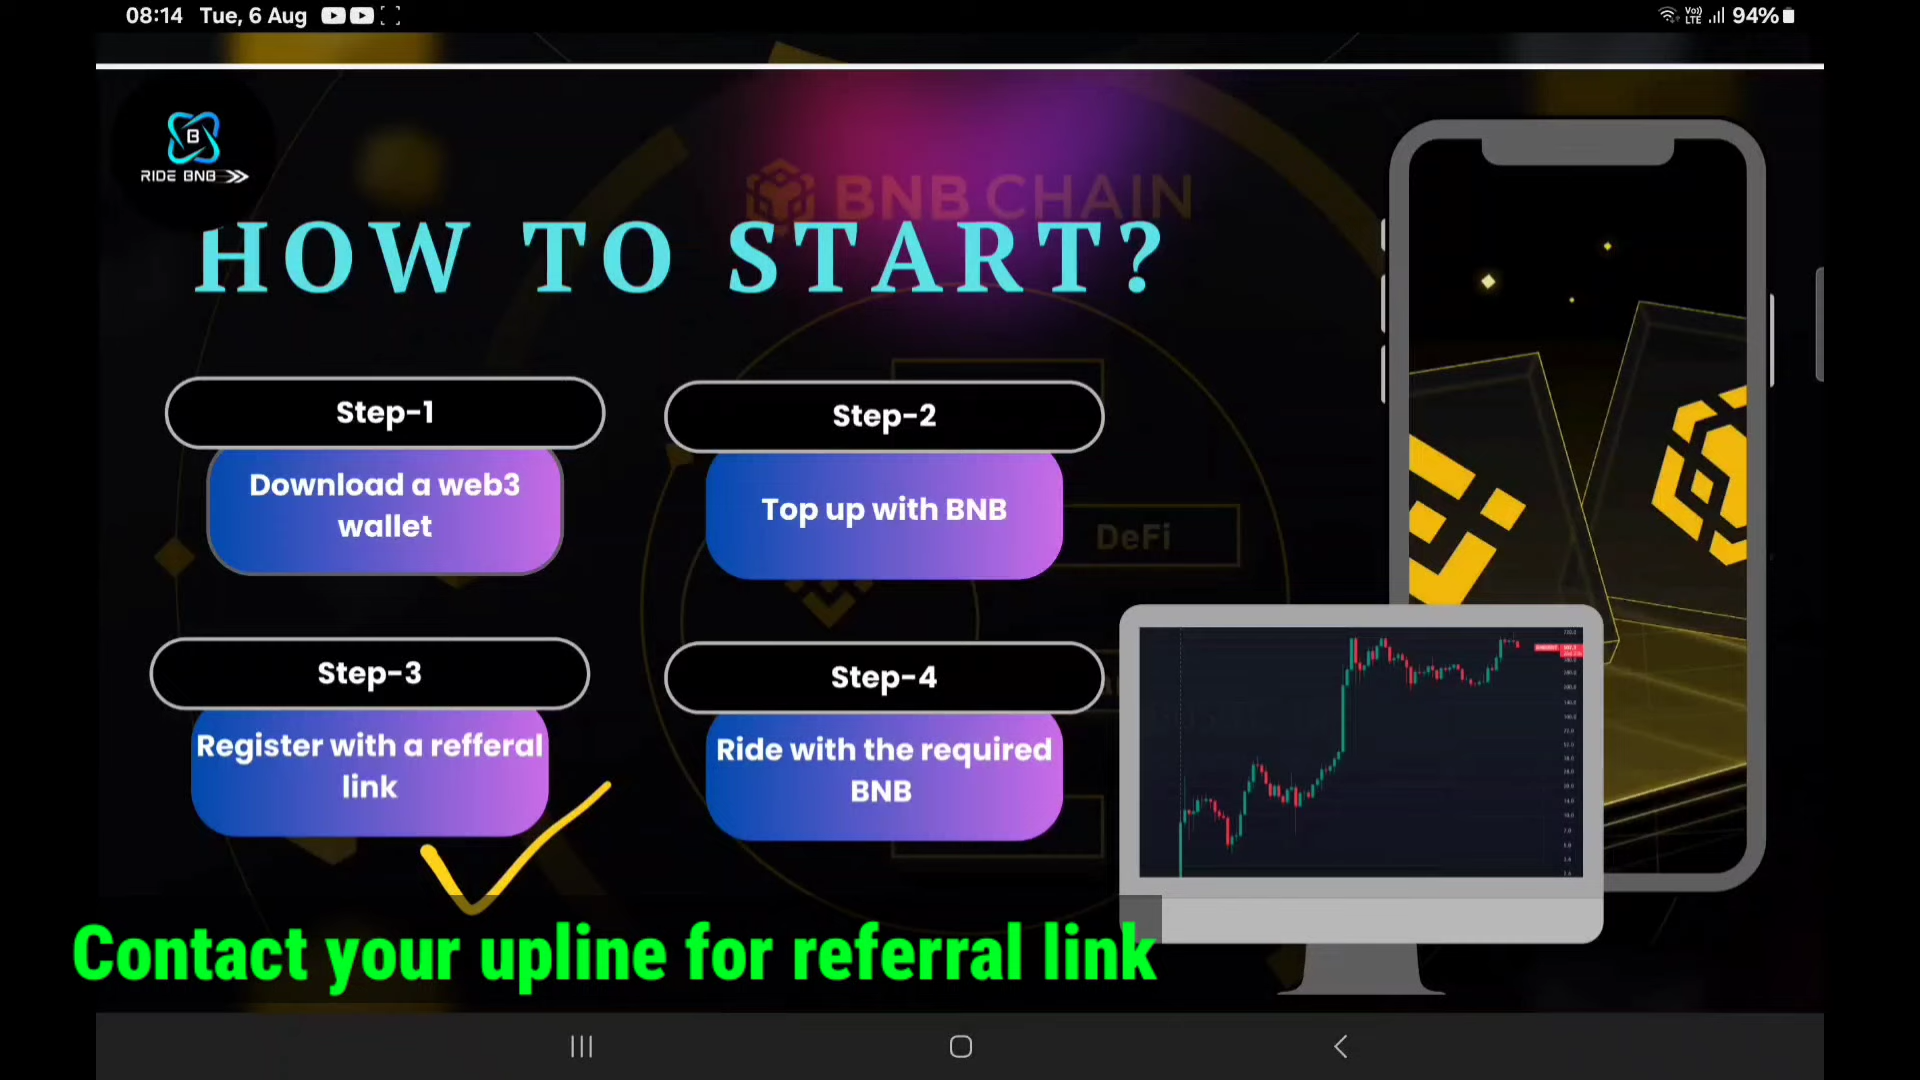 08:14 Tue, 6 Aug
Vo)) LTE 94%
B
RIDE BNB
BNB CHAIN
HOW TO START?
Step-1
Download a web3
wallet
Step-2
Top up with BNB
DeFi
Step-3
Register with a refferal
link
Step-4
Ride with the required
BNB
Contact your upline for referral link